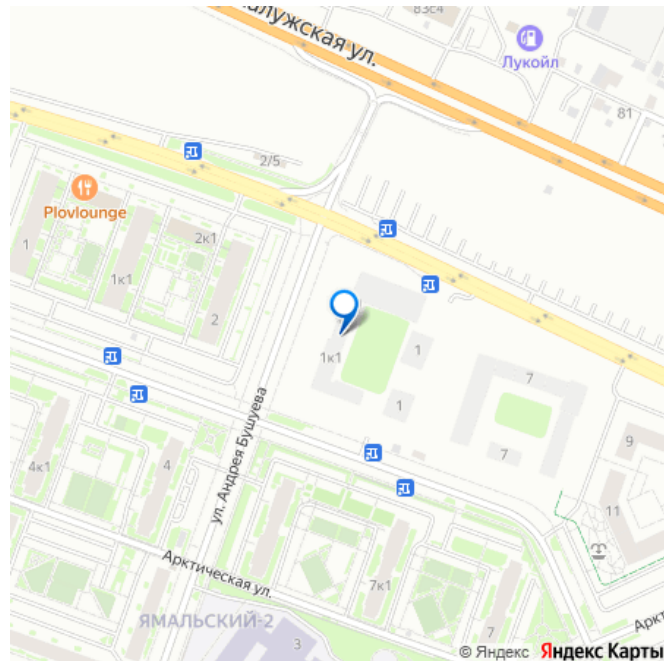 алужская ул.
83с4
Лукойл
81
2/5
Plovlounge
2к1
1
1к1
2
1к1
1
1
7
7
9
11
ул. Андрея Бушуева
4к1
4
Арктическая ул.
7к1
7
ЯМАЛЬСКИЙ-2
3
Аркт
© Яндекс Яндекс Карты